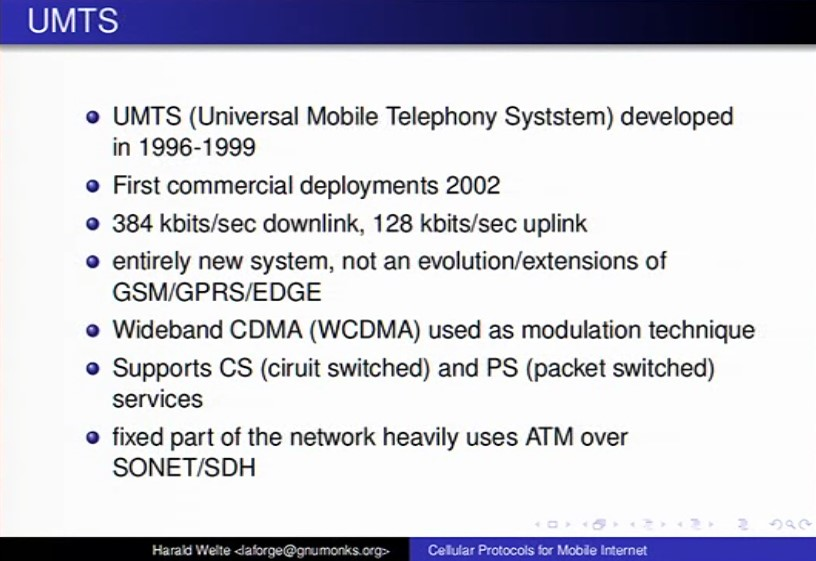 UMTS
UMTS (Universal Mobile Telephony Syststem) developed
in 1996-1999
First commercial deployments 2002
384 kbits/sec downlink, 128 kbits/sec uplink
entirely new system, not an evolution/extensions of
GSM/GPRS/EDGE
Wideband CDMA (WCDMA) used as modulation technique
Supports CS (ciruit switched) and PS (packet switched)
services
fixed part of the network heavily uses ATM over
SONET/SDH
Harald Welte <laforge@gnumonks.org>
Cellular Protocols for Mobile Internet